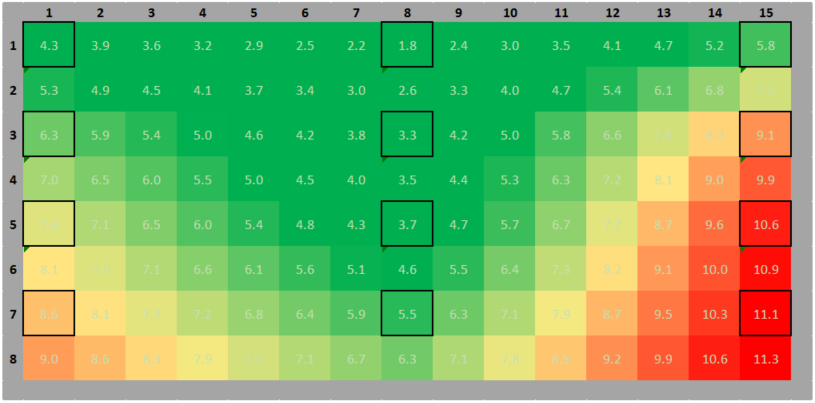 1 2 3 4 5 6 7 8 9 10 11 12 13 14 15
1 4.3 3.9 3.6 3.2 2.9 2.5 2.2 1.8 2.4 3.0 3.5 4.1 4.7 5.2 5.8
2 5.3 4.9 4.5 4.1 3.7 3.4 3.0 2.6 3.3 4.0 4.7 5.4 6.1 6.8
3 6.3 5.9 5.4 5.0 4.6 4.2 3.8 3.3 4.2 5.0 5.8 6.6 9.1
4 7.0 6.5 6.0 5.5 5.0 4.5 4.0 3.5 4.4 5.3 6.3 7.2 8.1 9.0 9.9
5 7.1 6.5 6.0 5.4 4.8 4.3 3.7 4.7 5.7 6.7 8.7 9.6 10.6
6 8.1 7.1 6.6 6.1 5.6 5.1 4.6 5.5 6.4 7.3 8.2 9.1 10.0 10.9
7 8.6 8.1 7.2 6.8 6.4 5.9 5.5 6.3 7.1 7.9 8.7 9.5 10.3 11.1
8 9.0 8.6 8.3 7.9 7.1 6.7 6.3 7.1 7.8 9.2 9.9 10.6 11.3